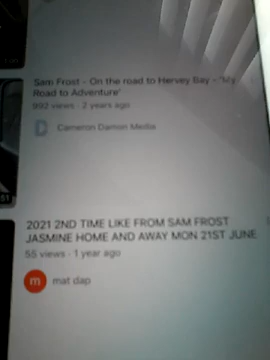 Sam Frost - On the road to Hervey Bay - "My
Road to Adventure"
992 views · 2 years ago
D
Cameron Damon Media
51
2021 2ND TIME LIKE FROM SAM FROST
JASMINE HOME AND AWAY MON 21ST JUNE
55 views · 1 year ago
m
mat dap